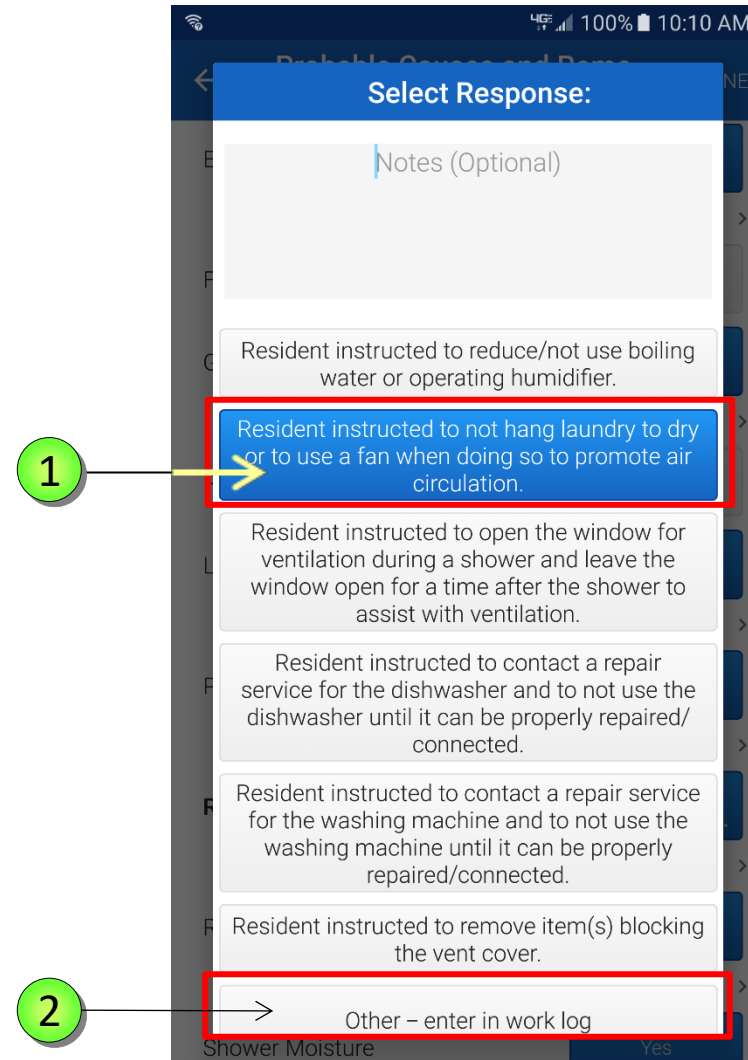 4G 100% 10:10 AM
Probable Causes and Reme
NE
Select Response:
Notes (Optional)
E
F
G
L
P
R
R
Resident instructed to reduce/not use boiling
water or operating humidifier.
1
Resident instructed to not hang laundry to dry
or to use a fan when doing so to promote air
circulation.
Resident instructed to open the window for
ventilation during a shower and leave the
window open for a time after the shower to
assist with ventilation.
Resident instructed to contact a repair
service for the dishwasher and to not use the
dishwasher until it can be properly repaired/
connected.
Resident instructed to contact a repair service
for the washing machine and to not use the
washing machine until it can be properly
repaired/connected.
Resident instructed to remove item(s) blocking
the vent cover.
2
Other – enter in work log
Shower Moisture
Yes